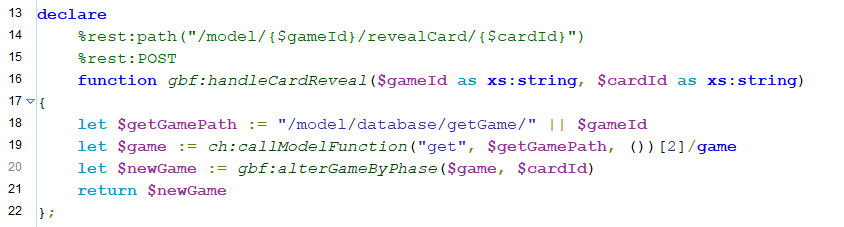 13 declare
14 %rest:path("/model/{$gameId}/revealCard/{$cardId}")
15 %rest:POST
16 function gbf:handleCardReveal($gameId as xs:string, $cardId as xs:string)
17 {
18 let $getGamePath := "/model/database/getGame/" || $gameId
19 let $game := ch:callModelFunction("get", $getGamePath, ())[2]/game
20 let $newGame := gbf:alterGameByPhase($game, $cardId)
21 return $newGame
22 };